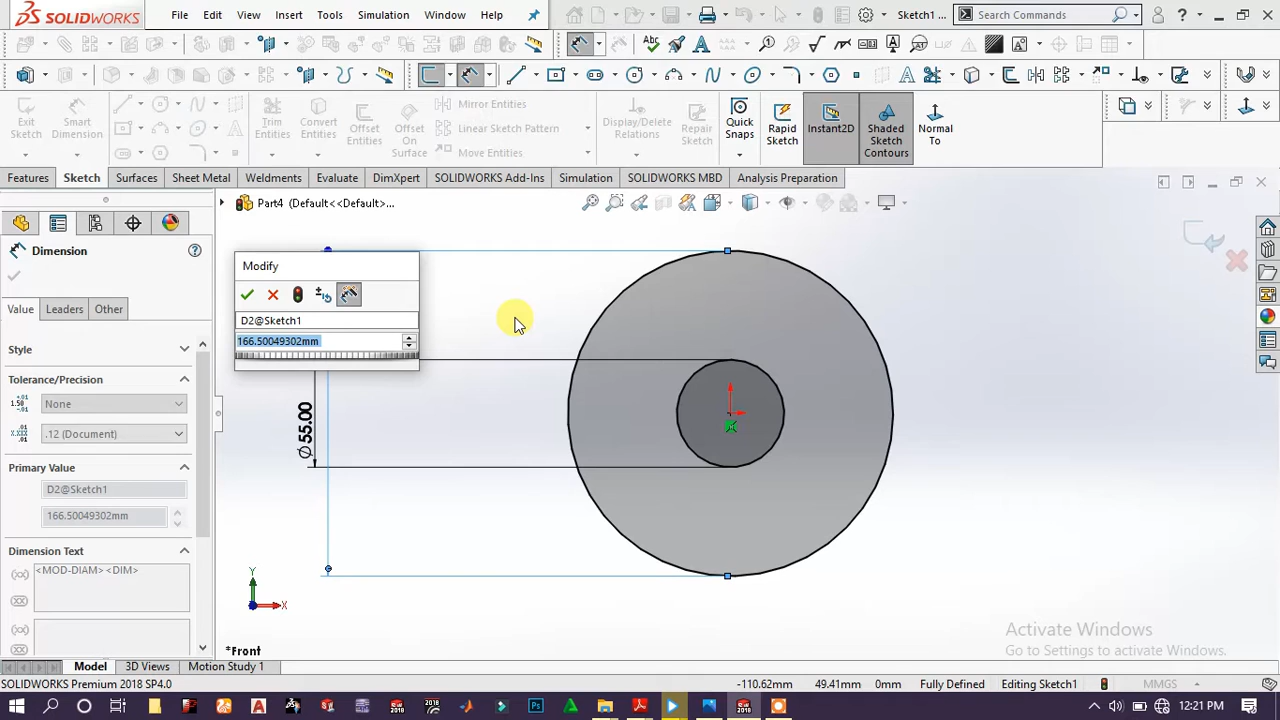 SOLIDWORKS
File Edit View Insert Tools Simulation Window Help
Sketch1 ...
Search Commands
Abc
Exit Sketch
Smart Dimension
Trim Entities
Convert Entities
Offset Entities
Offset On Surface
Mirror Entities
Linear Sketch Pattern
Move Entities
Display/Delete Relations
Repair Sketch
Quick Snaps
Rapid Sketch
Instant2D
Shaded Sketch Contours
Normal To
Features Sketch Surfaces Sheet Metal Weldments Evaluate DimXpert SOLIDWORKS Add-Ins Simulation SOLIDWORKS MBD Analysis Preparation
Part4 (Default<<Default>...
Dimension
Value Leaders Other
Style
Tolerance/Precision
None
.12 (Document)
Primary Value
D2@Sketch1
166.50049302mm
Dimension Text
<MOD-DIAM> <DIM>
Modify
D2@Sketch1
166.50049302mm
∅55.00
Y
X
*Front
Activate Windows
Go to Settings to activate Windows.
Model 3D Views Motion Study 1
SOLIDWORKS Premium 2018 SP4.0
-110.62mm 49.41mm 0mm Fully Defined Editing Sketch1 MMGS
12:21 PM